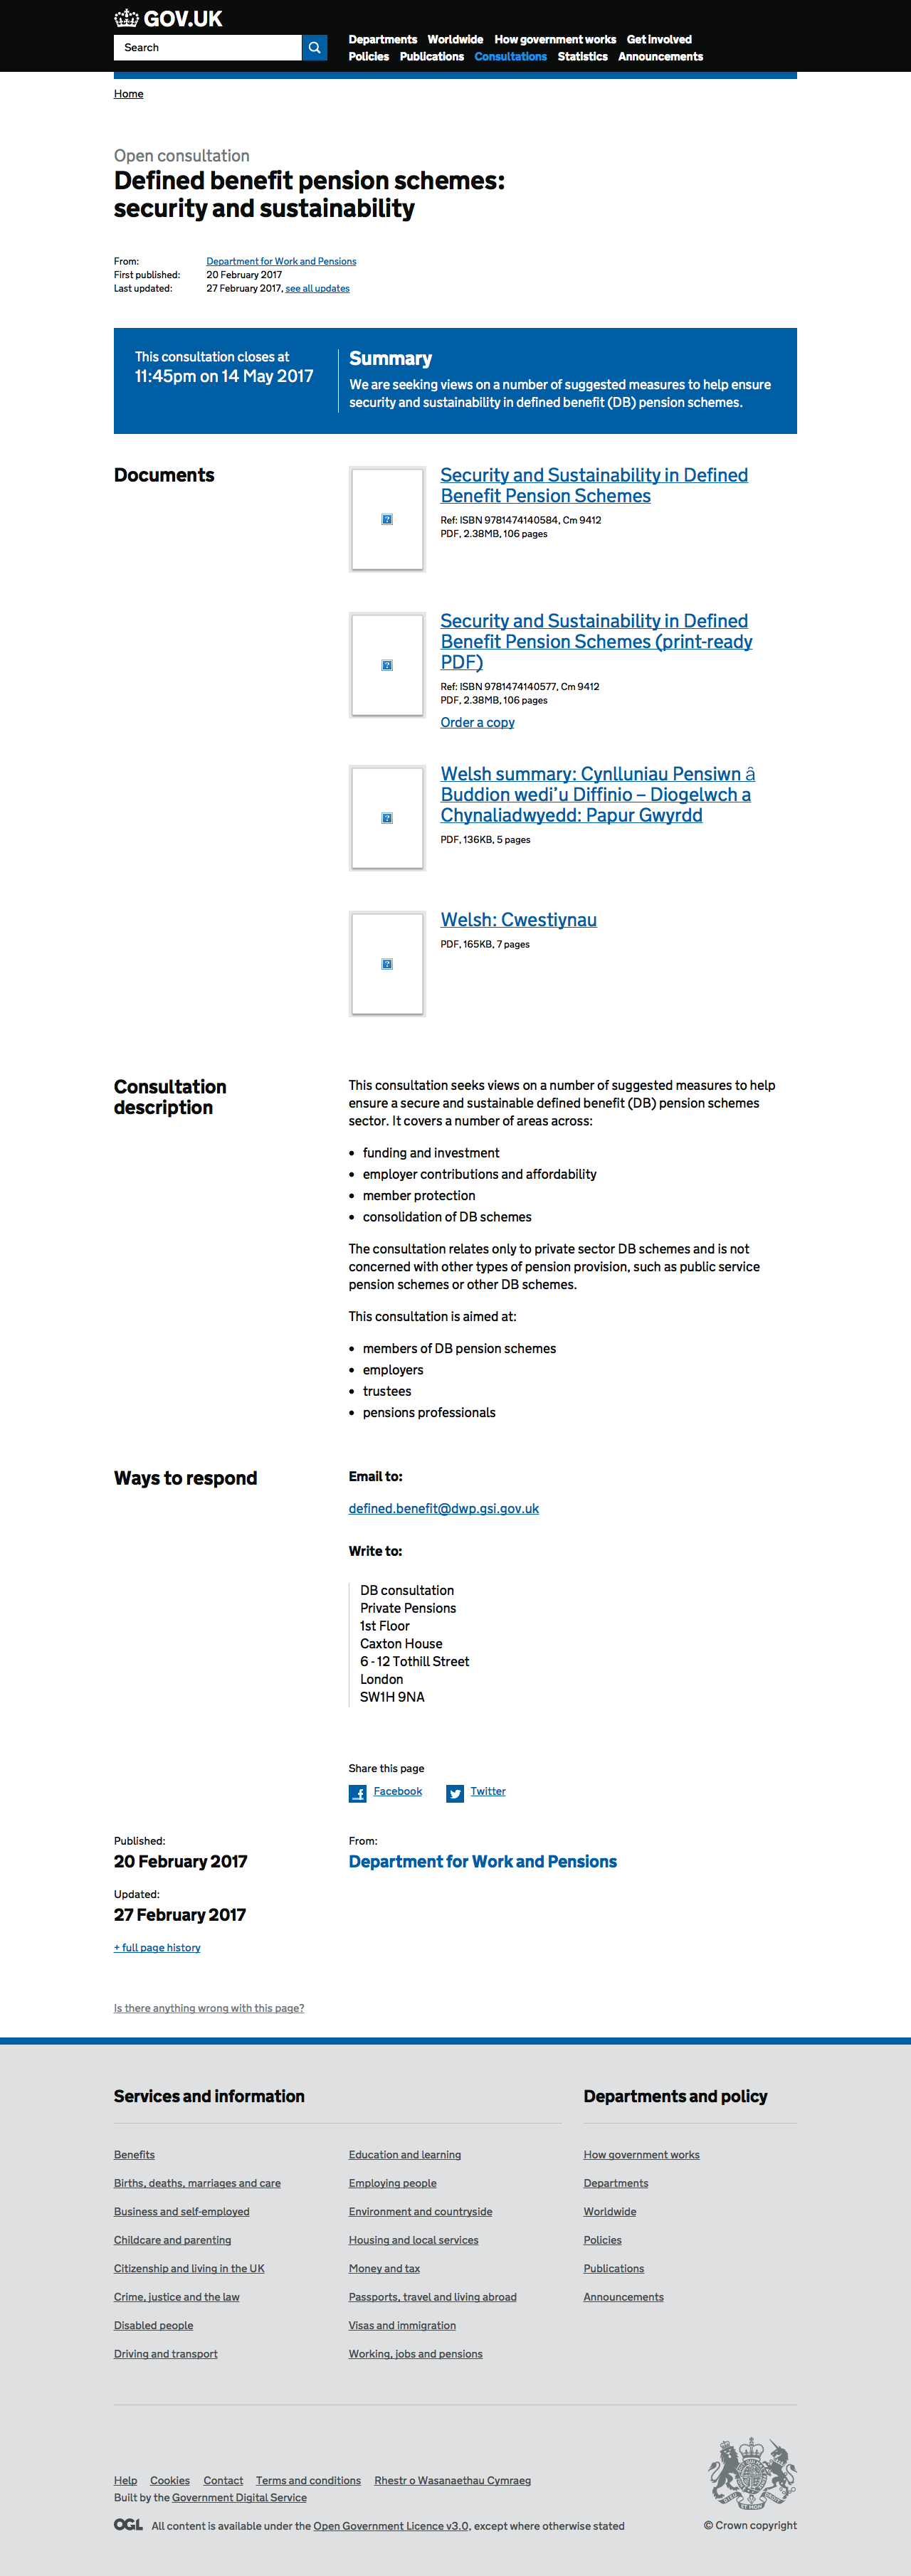 GOV.UK
Search
Departments Worldwide How government works Get involved
Policies Publications Consultations Statistics Announcements
Home
Open consultation
Defined benefit pension schemes:
security and sustainability
From: Department for Work and Pensions
First published: 20 February 2017
Last updated: 27 February 2017, see all updates
This consultation closes at
11:45pm on 14 May 2017
Summary
We are seeking views on a number of suggested measures to help ensure
security and sustainability in defined benefit (DB) pension schemes.
Documents
Security and Sustainability in Defined
Benefit Pension Schemes
Ref: ISBN 9781474140584, Cm 9412
PDF, 2.38MB, 106 pages
Security and Sustainability in Defined
Benefit Pension Schemes (print-ready
PDF)
Ref: ISBN 9781474140577, Cm 9412
PDF, 2.38MB, 106 pages
Order a copy
Welsh summary: Cynlluniau Pensiwn â
Buddion wedi’u Diffinio – Diogelwch a
Chynaliadwyedd: Papur Gwyrdd
PDF, 136KB, 5 pages
Welsh: Cwestiynau
PDF, 165KB, 7 pages
Consultation
description
This consultation seeks views on a number of suggested measures to help
ensure a secure and sustainable defined benefit (DB) pension schemes
sector. It covers a number of areas across:
• funding and investment
• employer contributions and affordability
• member protection
• consolidation of DB schemes
The consultation relates only to private sector DB schemes and is not
concerned with other types of pension provision, such as public service
pension schemes or other DB schemes.
This consultation is aimed at:
• members of DB pension schemes
• employers
• trustees
• pensions professionals
Ways to respond
Email to:
defined.benefit@dwp.gsi.gov.uk
Write to:
DB consultation
Private Pensions
1st Floor
Caxton House
6 - 12 Tothill Street
London
SW1H 9NA
Share this page
Facebook Twitter
Published:
20 February 2017
Updated:
27 February 2017
+ full page history
From:
Department for Work and Pensions
Is there anything wrong with this page?
Services and information
Benefits
Births, deaths, marriages and care
Business and self-employed
Childcare and parenting
Citizenship and living in the UK
Crime, justice and the law
Disabled people
Driving and transport
Education and learning
Employing people
Environment and countryside
Housing and local services
Money and tax
Passports, travel and living abroad
Visas and immigration
Working, jobs and pensions
Departments and policy
How government works
Departments
Worldwide
Policies
Publications
Announcements
Help Cookies Contact Terms and conditions Rhestr o Wasanaethau Cymraeg
Built by the Government Digital Service
OGL All content is available under the Open Government Licence v3.0, except where otherwise stated
© Crown copyright